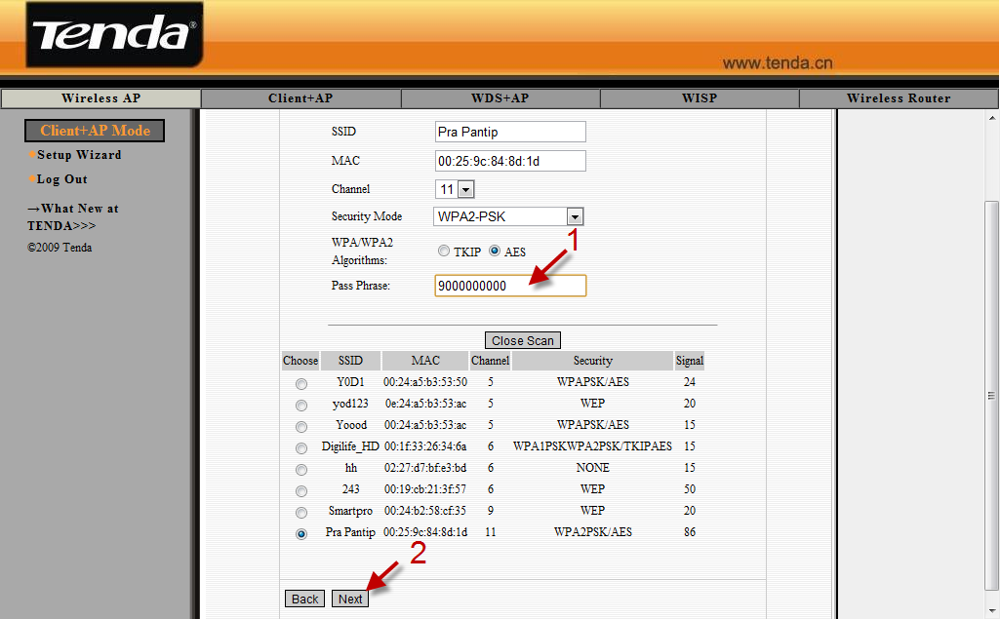 Tenda®
www.tenda.cn
Wireless AP Client+AP WDS+AP WISP Wireless Router
Client+AP Mode
Setup Wizard
Log Out
→What New at
TENDA>>>
©2009 Tenda
SSID Pra Pantip
MAC 00:25:9c:84:8d:1d
Channel 11
Security Mode WPA2-PSK
1
WPA/WPA2
Algorithms: TKIP AES
Pass Phrase: 9000000000
Close Scan
Choose SSID MAC Channel Security Signal
Y0D1 00:24:a5:b3:53:50 5 WPAPSK/AES 24
yod123 0e:24:a5:b3:53:ac 5 WEP 20
Yoood 00:24:a5:b3:53:ac 5 WPAPSK/AES 15
Digilife_HD 00:1f:33:26:34:6a 6 WPA1PSKWPA2PSK/TKIPAES 15
hh 02:27:d7:bf:e3:bd 6 NONE 15
243 00:19:cb:21:3f:57 6 WEP 50
Smartpro 00:24:b2:58:cf:35 9 WEP 20
Pra Pantip 00:25:9c:84:8d:1d 11 WPA2PSK/AES 86
2
Back Next